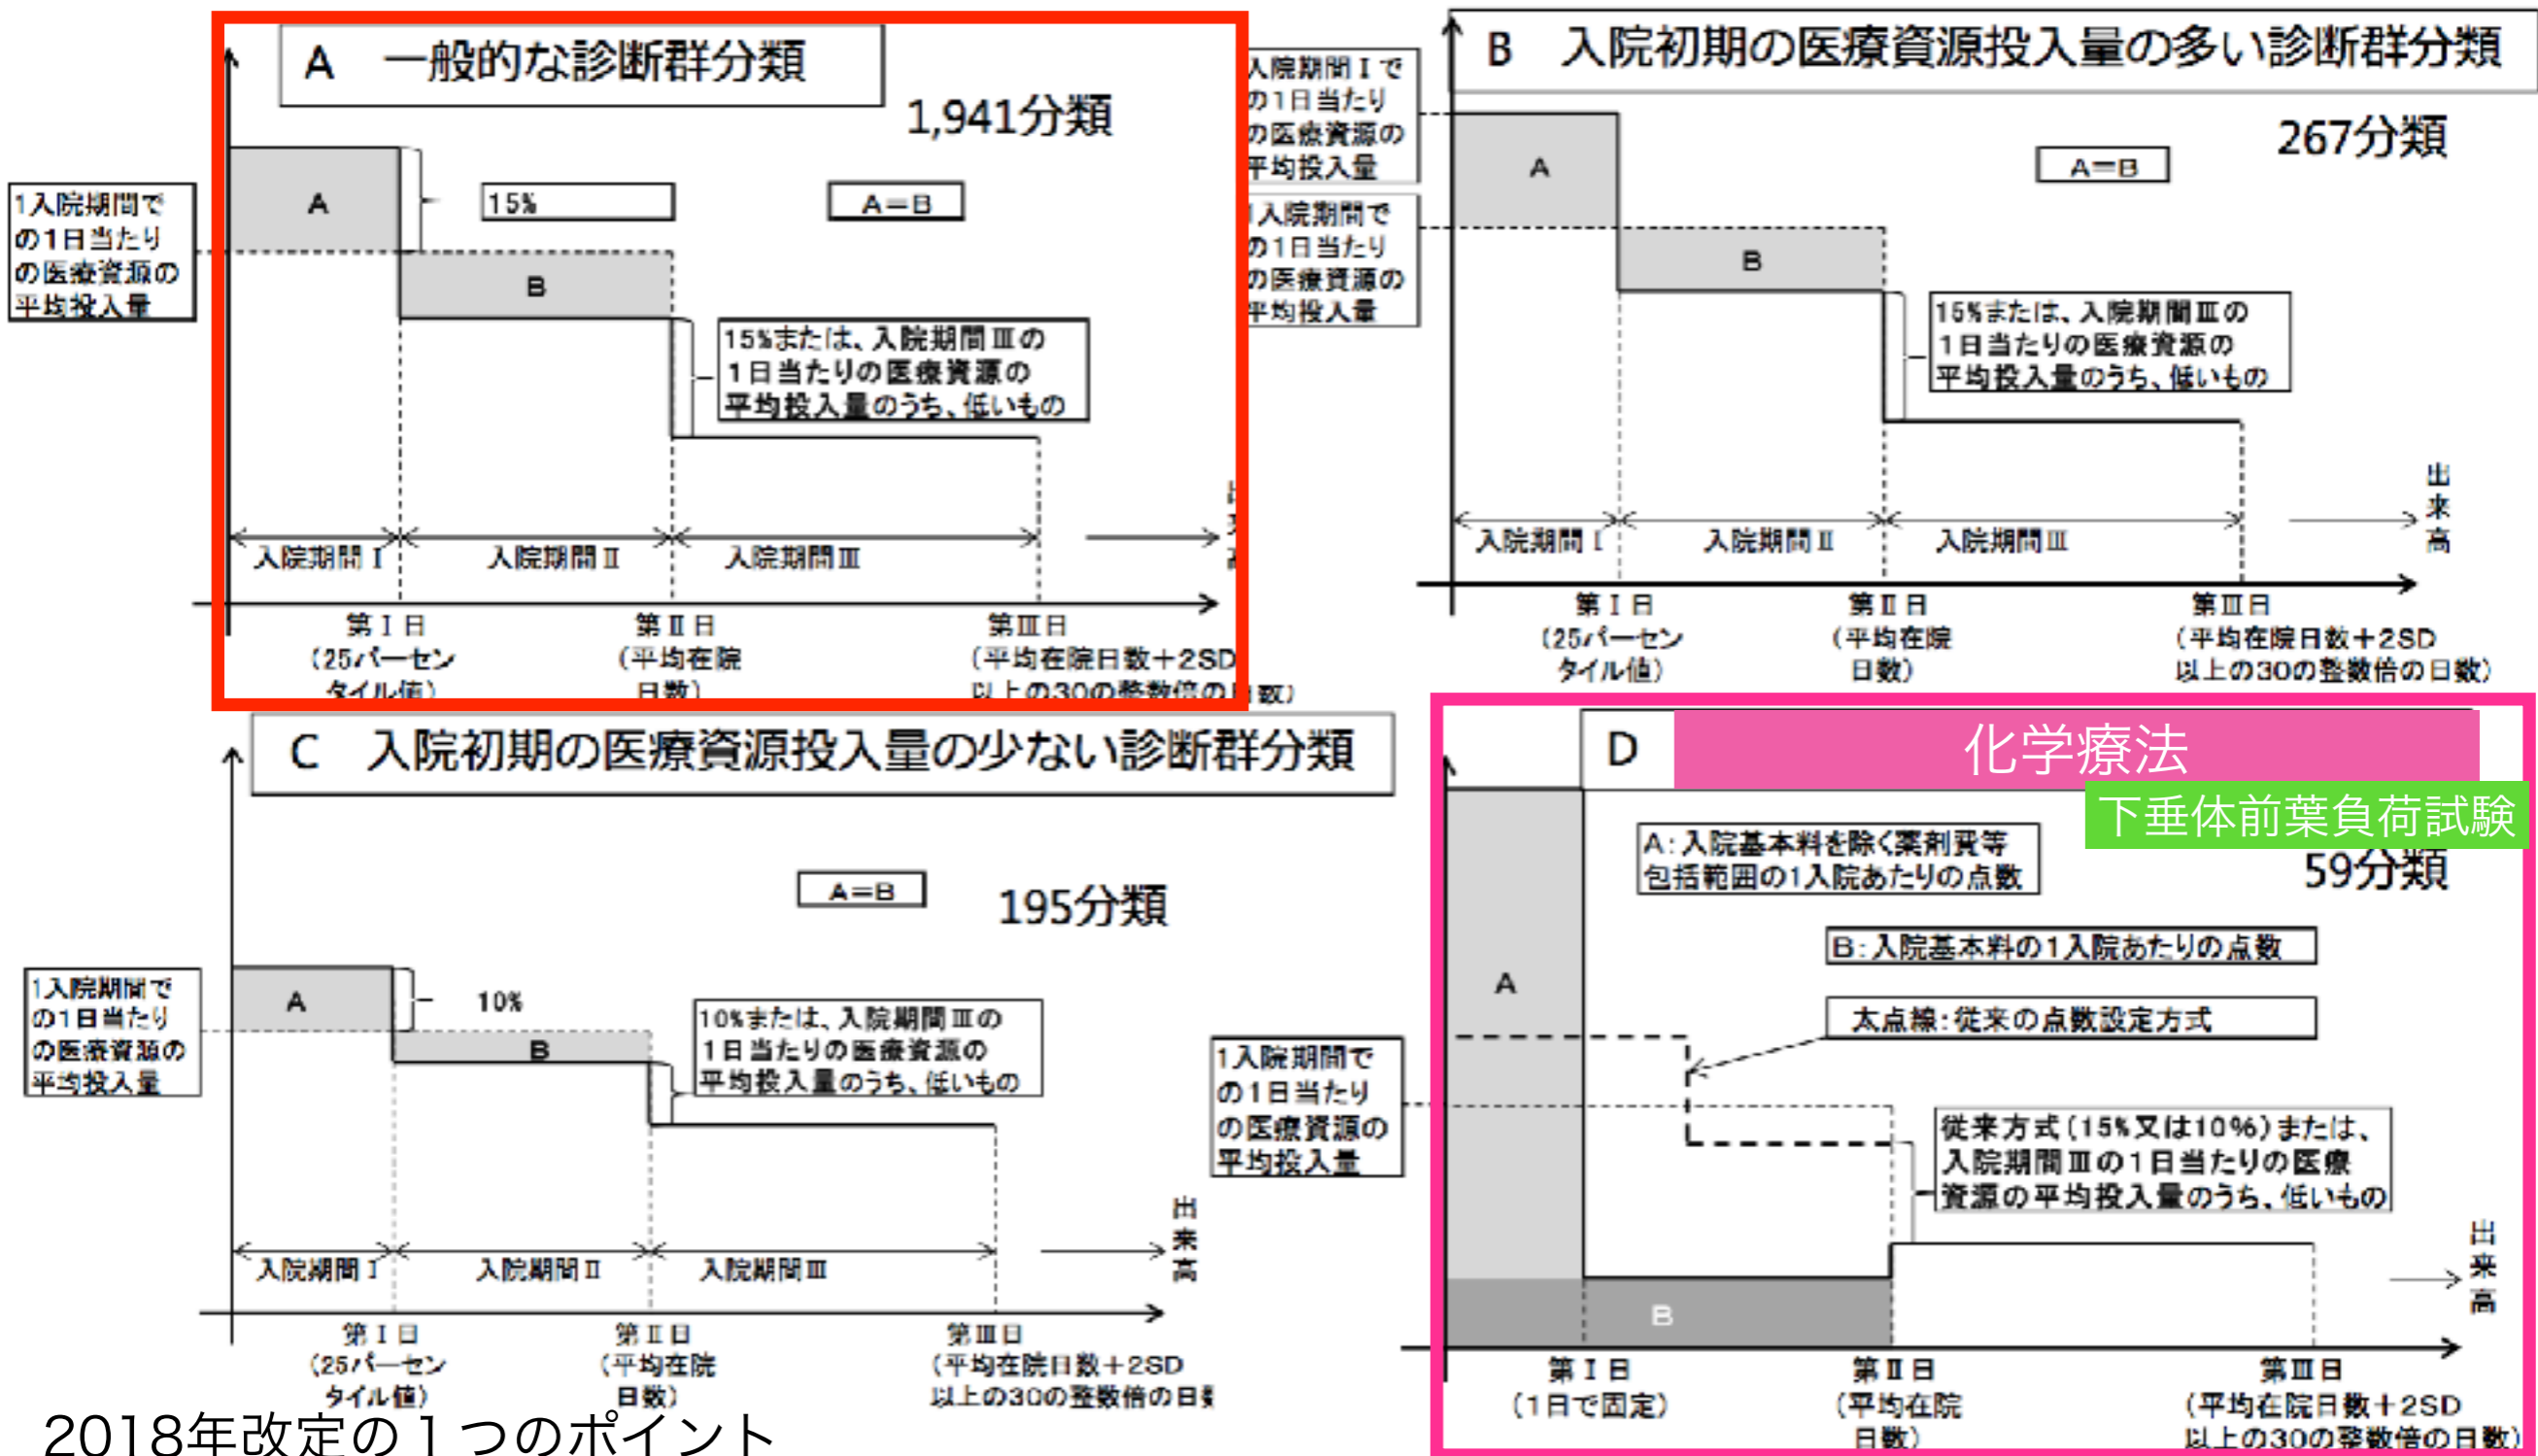 A 一般的な診断群分類
1,941分類
1入院期間で
の1日当たり
の医療資源の
平均投入量
A
15%
A=B
B
15%または、入院期間Ⅲの
1日当たりの医療資源の
平均投入量のうち、低いもの
入院期間Ⅰ
入院期間Ⅱ
入院期間Ⅲ
第Ⅰ日
(25パーセン
タイル値)
第Ⅱ日
(平均在院
日数)
第Ⅲ日
(平均在院日数+2SD
以上の30の整数倍の日数)
B 入院初期の医療資源投入量の多い診断群分類
267分類
入院期間Ⅰで
の1日当たり
の医療資源の
平均投入量
1入院期間で
の1日当たり
の医療資源の
平均投入量
A
A=B
B
15%または、入院期間Ⅲの
1日当たりの医療資源の
平均投入量のうち、低いもの
入院期間Ⅰ
入院期間Ⅱ
入院期間Ⅲ
出来高
第Ⅰ日
(25パーセン
タイル値)
第Ⅱ日
(平均在院
日数)
第Ⅲ日
(平均在院日数+2SD
以上の30の整数倍の日数)
C 入院初期の医療資源投入量の少ない診断群分類
A=B
195分類
1入院期間で
の1日当たり
の医療資源の
平均投入量
A
10%
B
10%または、入院期間Ⅲの
1日当たりの医療資源の
平均投入量のうち、低いもの
入院期間Ⅰ
入院期間Ⅱ
入院期間Ⅲ
出来高
第Ⅰ日
(25パーセン
タイル値)
第Ⅱ日
(平均在院
日数)
第Ⅲ日
(平均在院日数+2SD
以上の30の整数倍の日
D
化学療法
下垂体前葉負荷試験
59分類
A:入院基本料を除く薬剤費等
包括範囲の1入院あたりの点数
B:入院基本料の1入院あたりの点数
太点線:従来の点数設定方式
A
1入院期間で
の1日当たり
の医療資源の
平均投入量
従来方式(15%又は10%)または、
入院期間Ⅲの1日当たりの医療
資源の平均投入量のうち、低いもの
B
出来高
第Ⅰ日
(1日で固定)
第Ⅱ日
(平均在院
日数)
第Ⅲ日
(平均在院日数+2SD
以上の30の整数倍の日数)
2018年改定の1つのポイント